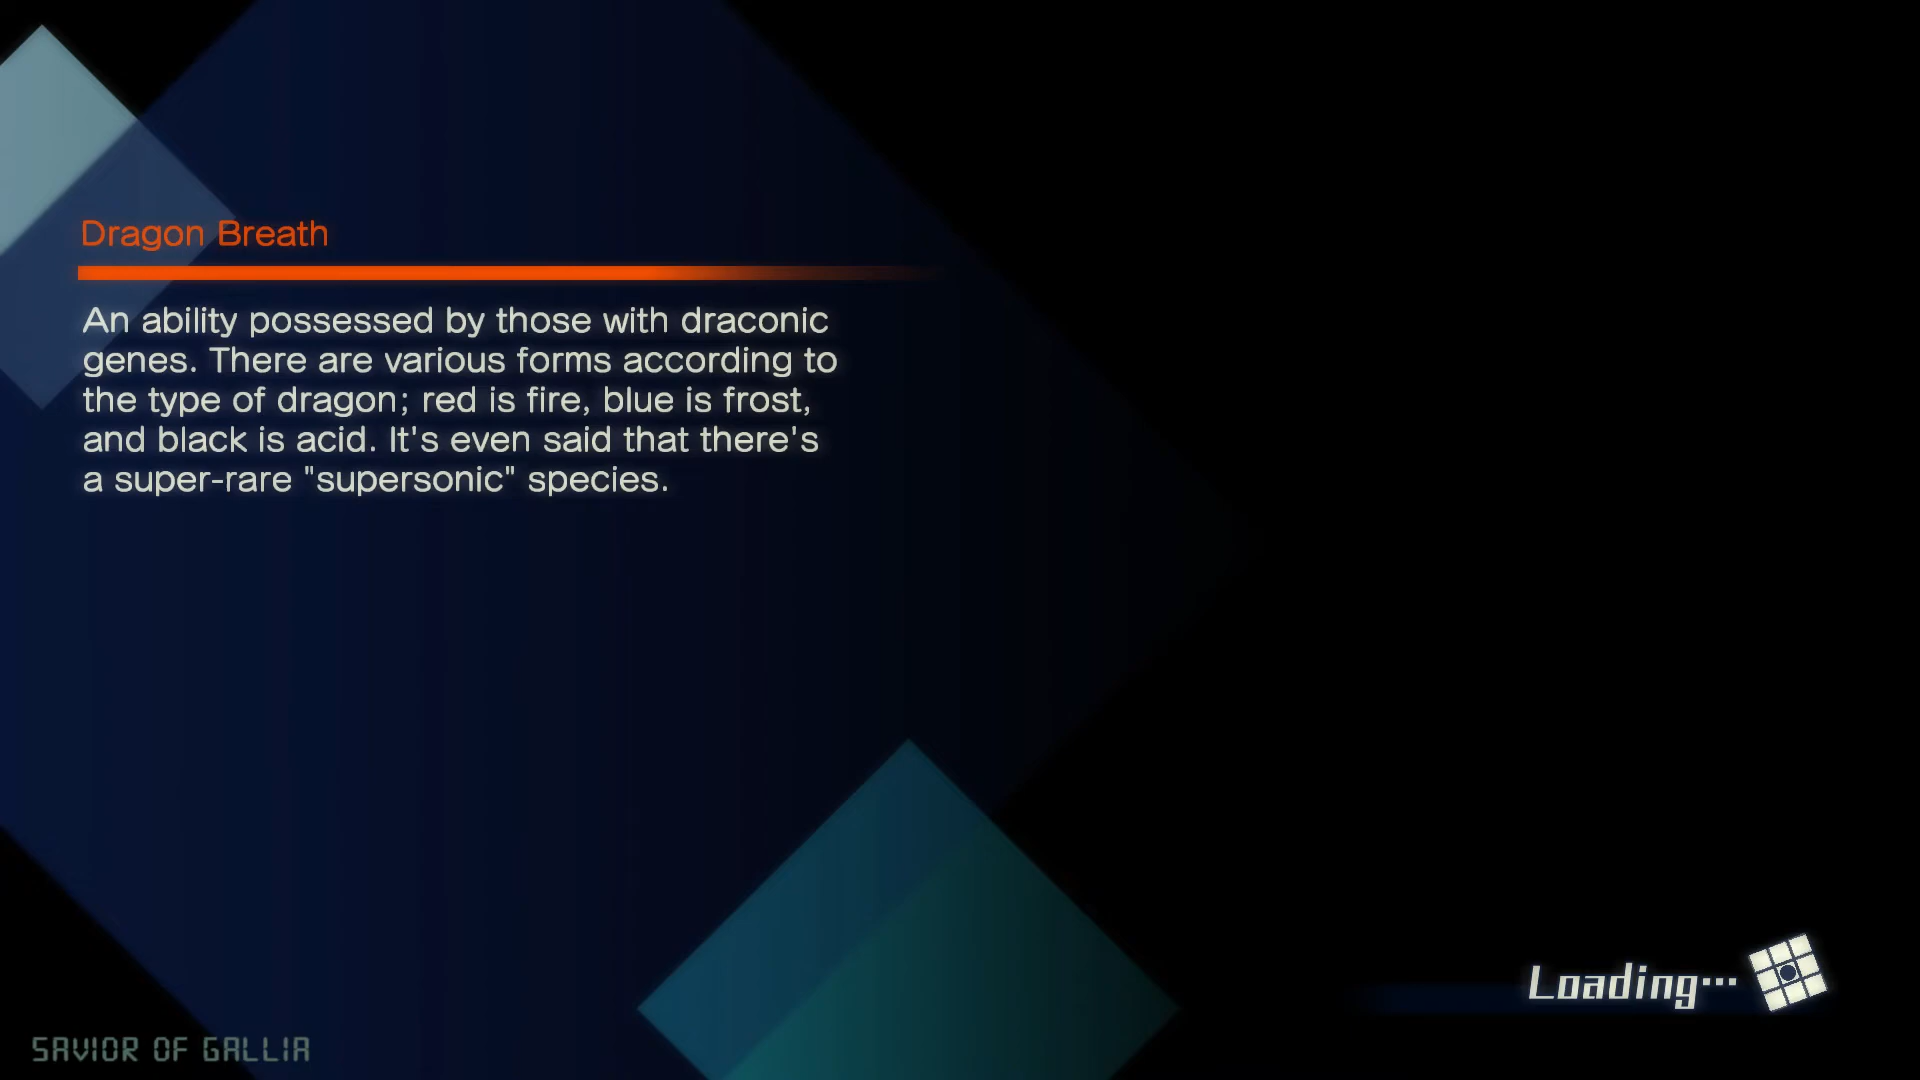 Dragon Breath
An ability possessed by those with draconic
genes. There are various forms according to
the type of dragon; red is fire, blue is frost,
and black is acid. It's even said that there's
a super-rare "supersonic" species.
Loading...
SAVIOR OF GALLIA